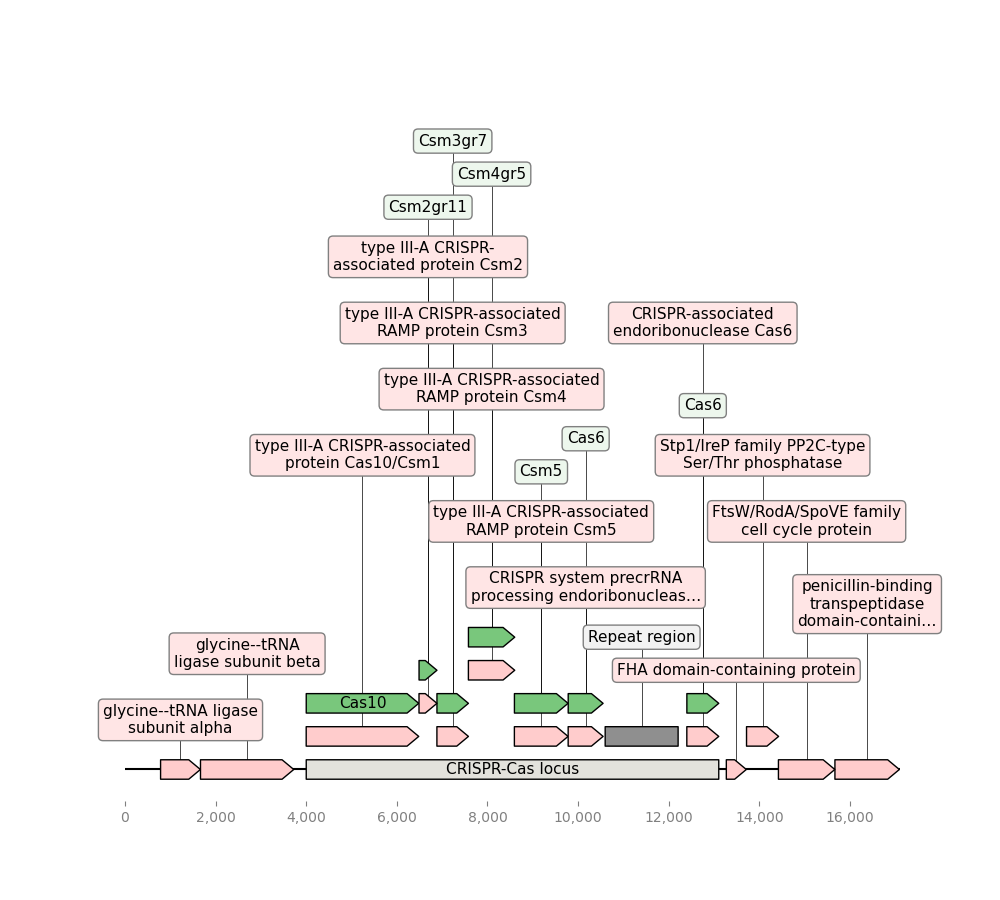 Csm3gr7
Csm4gr5
Csm2gr11
type III-A CRISPR-
associated protein Csm2
type III-A CRISPR-associated
RAMP protein Csm3
CRISPR-associated
endoribonuclease Cas6
type III-A CRISPR-associated
RAMP protein Csm4
Cas6
Cas6
type III-A CRISPR-associated
protein Cas10/Csm1
Stp1/IreP family PP2C-type
Ser/Thr phosphatase
Csm5
type III-A CRISPR-associated
RAMP protein Csm5
FtsW/RodA/SpoVE family
cell cycle protein
CRISPR system precrRNA
processing endoribonucleas...
penicillin-binding
transpeptidase
domain-containi...
Repeat region
glycine--tRNA
ligase subunit beta
FHA domain-containing protein
Cas10
glycine--tRNA ligase
subunit alpha
CRISPR-Cas locus
0 2,000 4,000 6,000 8,000 10,000 12,000 14,000 16,000